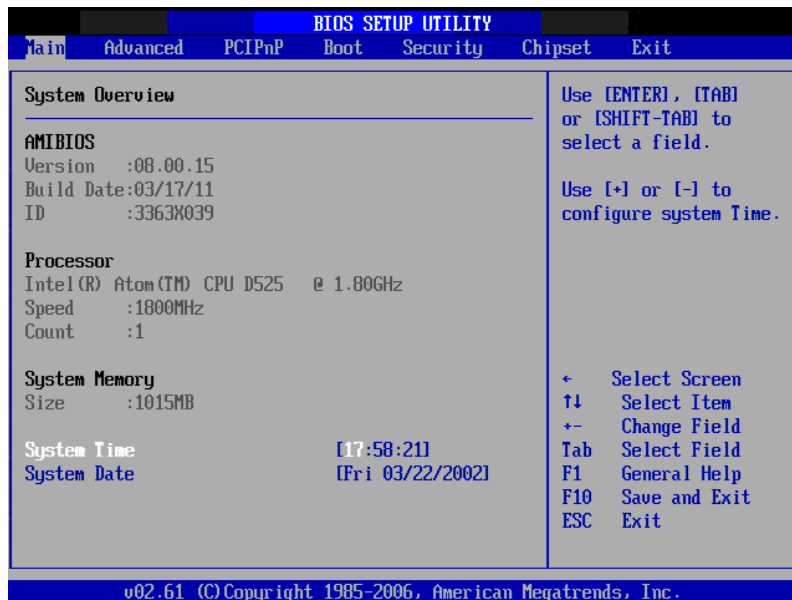 BIOS SETUP UTILITY
Main Advanced PCIPnP Boot Security Chipset Exit
System Overview
AMIBIOS
Version :08.00.15
Build Date:03/17/11
ID :3363X039
Processor
Intel(R) Atom(TM) CPU D525 @ 1.80GHz
Speed :1800MHz
Count :1
System Memory
Size :1015MB
System Time [17:58:21]
System Date [Fri 03/22/2002]
Use [ENTER], [TAB]
or [SHIFT-TAB] to
select a field.
Use [+] or [-] to
configure system Time.
← Select Screen
↑↓ Select Item
+- Change Field
Tab Select Field
F1 General Help
F10 Save and Exit
ESC Exit
v02.61 (C)Copyright 1985-2006, American Megatrends, Inc.